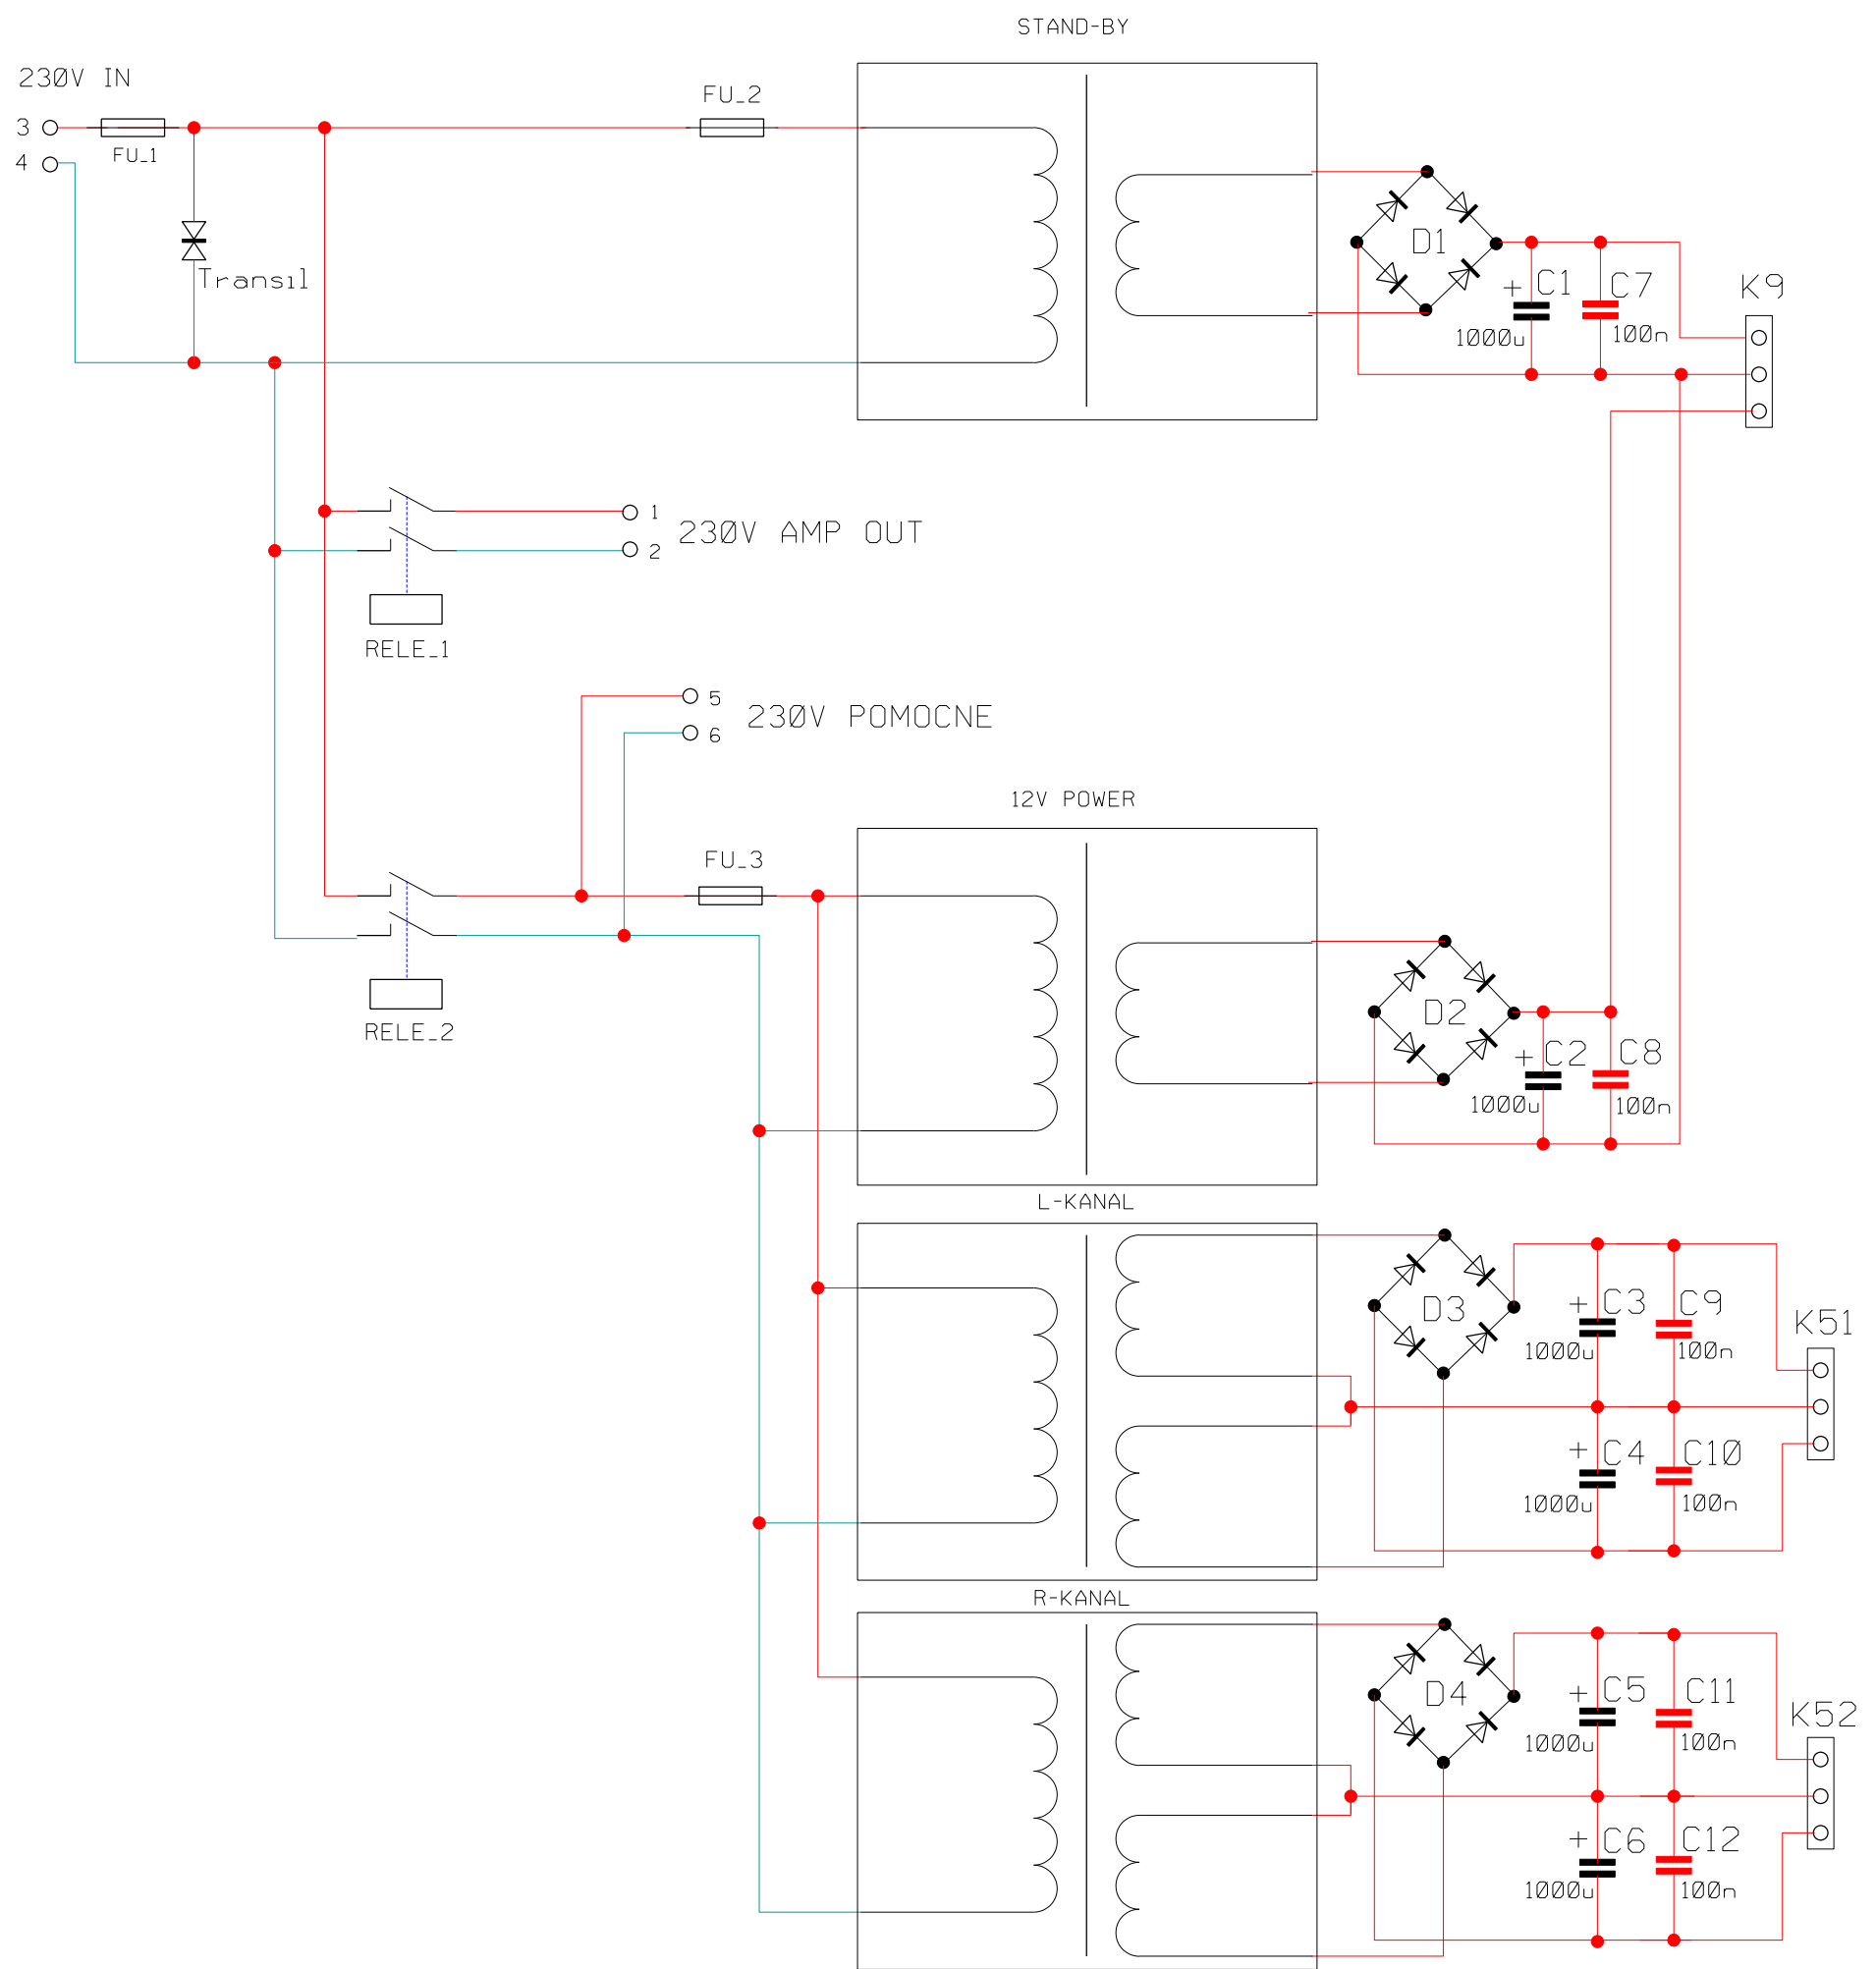 STAND-BY
230V IN
FU_2
3
FU_1
4
Transil
D1
+ C1
1000u
C7
100n
K9
1
230V AMP OUT
2
RELE_1
5
230V POMOCNE
6
12V POWER
FU_3
RELE_2
D2
+ C2
1000u
C8
100n
L-KANAL
D3
+ C3
1000u
C9
100n
K51
+ C4
1000u
C10
100n
R-KANAL
D4
+ C5
1000u
C11
100n
K52
+ C6
1000u
C12
100n